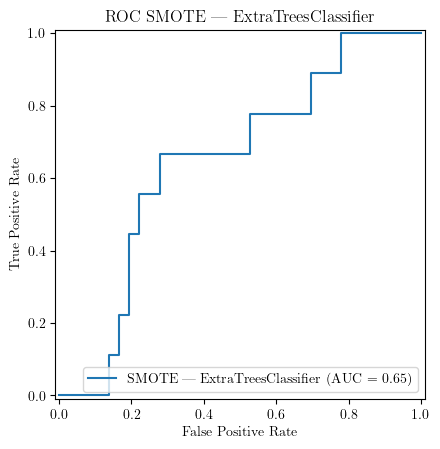 ROC SMOTE — ExtraTreesClassifier
1.0
0.8
0.6
0.4
0.2
0.0
True Positive Rate
SMOTE — ExtraTreesClassifier (AUC = 0.65)
0.0 0.2 0.4 0.6 0.8 1.0
False Positive Rate